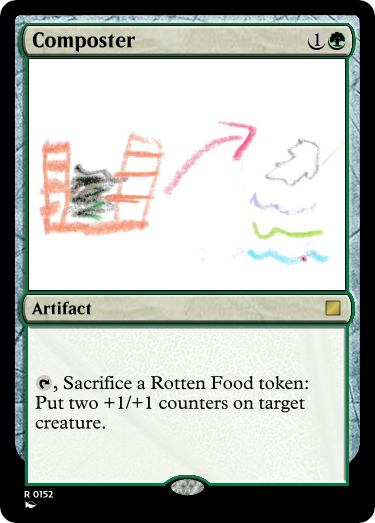 Composter 1
Artifact
, Sacrifice a Rotten Food token:
Put two +1/+1 counters on target
creature.
R 0152